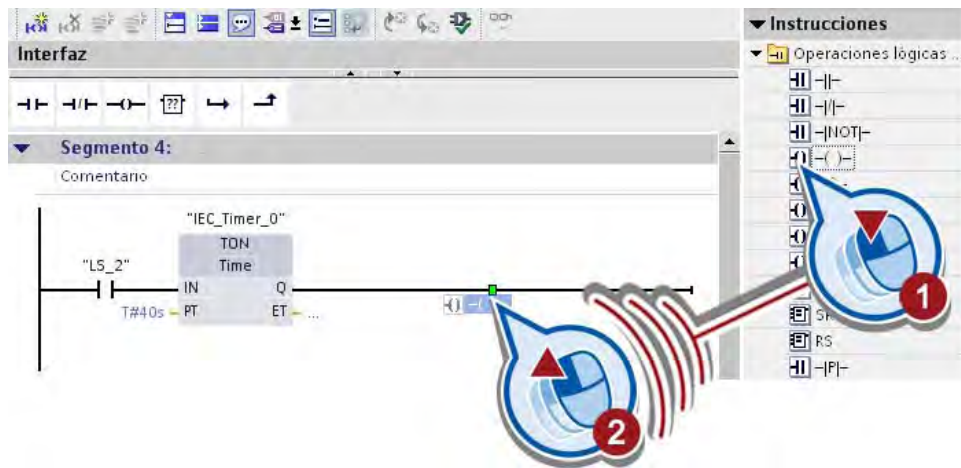 Interfaz
Instrucciones
Operaciones lógicas ...
-||-
-|/|-
-|NOT|-
-( )-
RS
-|P|-
??
Segmento 4:
Comentario
"IEC_Timer_0"
TON
Time
"LS_2"
IN
Q
T#40s
PT
ET
...
-( )-
1
2